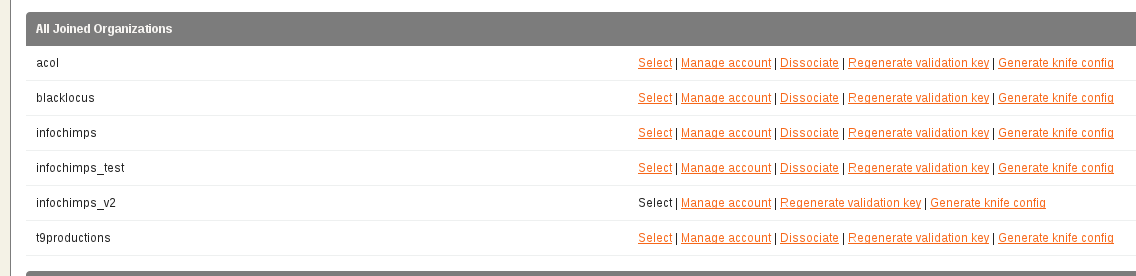 All Joined Organizations
acol Select | Manage account | Dissociate | Regenerate validation key | Generate knife config
blacklocus Select | Manage account | Dissociate | Regenerate validation key | Generate knife config
infochimps Select | Manage account | Dissociate | Regenerate validation key | Generate knife config
infochimps_test Select | Manage account | Dissociate | Regenerate validation key | Generate knife config
infochimps_v2 Select | Manage account | Regenerate validation key | Generate knife config
t9productions Select | Manage account | Dissociate | Regenerate validation key | Generate knife config